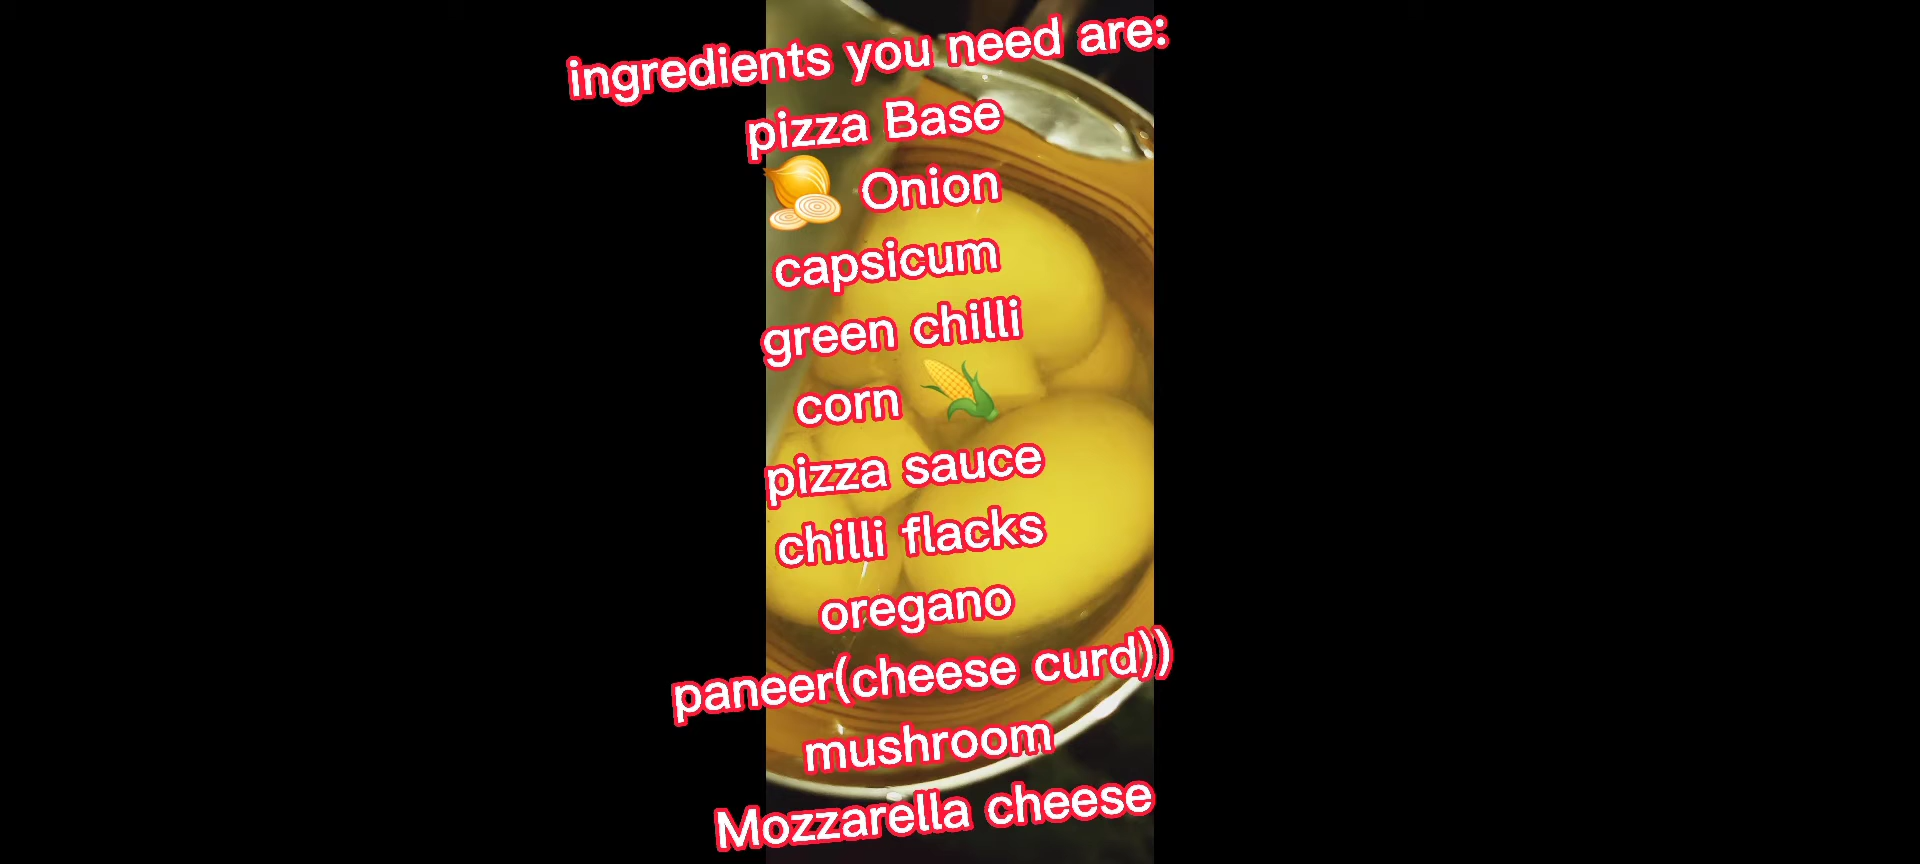 ingredients you need are:
pizza Base
🧅 Onion
capsicum
green chilli
corn 🌽
pizza sauce
chilli flacks
oregano
paneer(cheese curd))
mushroom
Mozzarella cheese